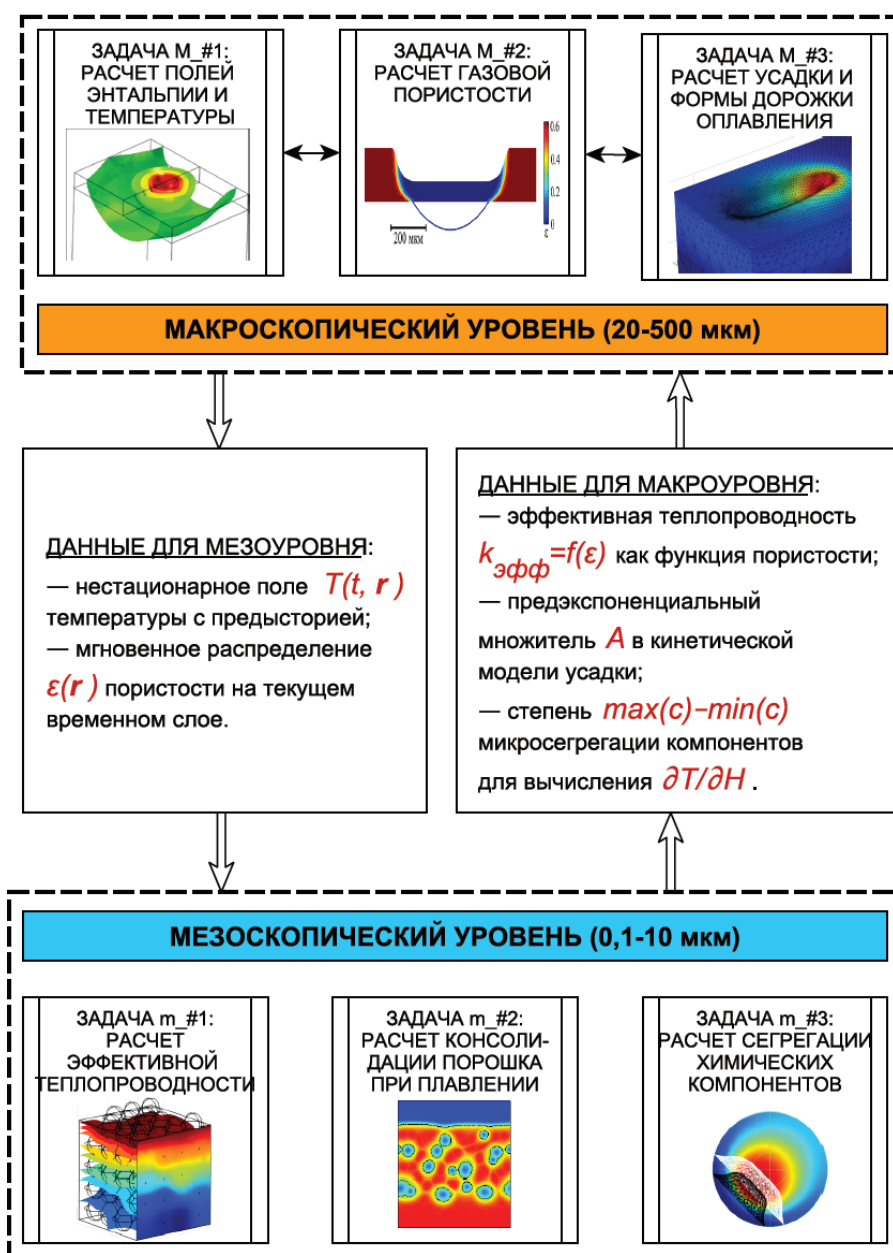 ЗАДАЧА M_#1:
РАСЧЕТ ПОЛЕЙ
ЭНТАЛЬПИИ И
ТЕМПЕРАТУРЫ
ЗАДАЧА M_#2:
РАСЧЕТ ГАЗОВОЙ
ПОРИСТОСТИ
0.6
0.4
0.2
0
ε
200 мкм
ЗАДАЧА M_#3:
РАСЧЕТ УСАДКИ И
ФОРМЫ ДОРОЖКИ
ОПЛАВЛЕНИЯ
МАКРОСКОПИЧЕСКИЙ УРОВЕНЬ (20-500 мкм)
ДАННЫЕ ДЛЯ МЕЗОУРОВНЯ:
— нестационарное поле T(t, r )
температуры с предысторией;
— мгновенное распределение
ε(r ) пористости на текущем
временном слое.
ДАННЫЕ ДЛЯ МАКРОУРОВНЯ:
— эффективная теплопроводность
kэфф=f(ε) как функция пористости;
— предэкспоненциальный
множитель A в кинетической
модели усадки;
— степень max(c)−min(c)
микросегрегации компонентов
для вычисления ∂T/∂H .
МЕЗОСКОПИЧЕСКИЙ УРОВЕНЬ (0,1-10 мкм)
ЗАДАЧА m_#1:
РАСЧЕТ
ЭФФЕКТИВНОЙ
ТЕПЛОПРОВОДНОСТИ
ЗАДАЧА m_#2:
РАСЧЕТ КОНСОЛИ-
ДАЦИИ ПОРОШКА
ПРИ ПЛАВЛЕНИИ
ЗАДАЧА m_#3:
РАСЧЕТ СЕГРЕГАЦИИ
ХИМИЧЕСКИХ
КОМПОНЕНТОВ